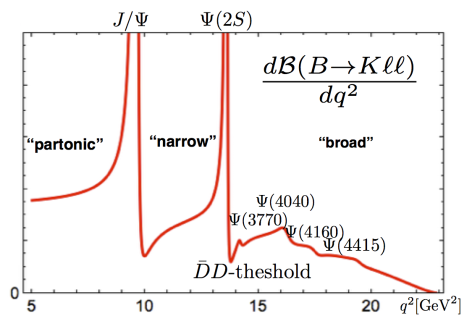 J/Ψ Ψ(2S)
dℬ(B→Kℓℓ)
dq²
“partonic” “narrow” “broad”
Ψ(4040)
Ψ(3770)
Ψ(4160)
Ψ(4415)
D̄D-theshold
0
5 10 15 20 q²[GeV²]